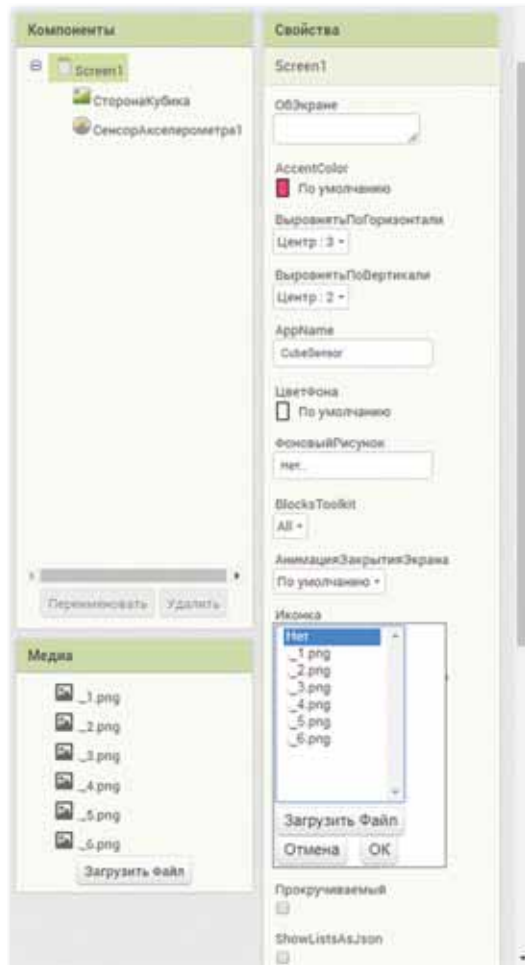 Компоненты
Screen1
СторонаКубика
СенсорАкселерометра1
Переименовать Удалить
Медиа
_1.png
_2.png
_3.png
_4.png
_5.png
_6.png
Загрузить Файл
Свойства
Screen1
ОбЭкране
AccentColor
По умолчанию
ВыровнятьПоГоризонтали
Центр : 3
ВыровнятьПоВертикали
Центр : 2
AppName
CubeSensor
ЦветФона
По умолчанию
ФоновыйРисунок
Нет...
BlocksToolkit
All
АнимацияЗакрытияЭкрана
По умолчанию
Иконка
Нет
_1.png
_2.png
_3.png
_4.png
_5.png
_6.png
Загрузить Файл
Отмена OK
Прокручиваемый
ShowListsAsJson